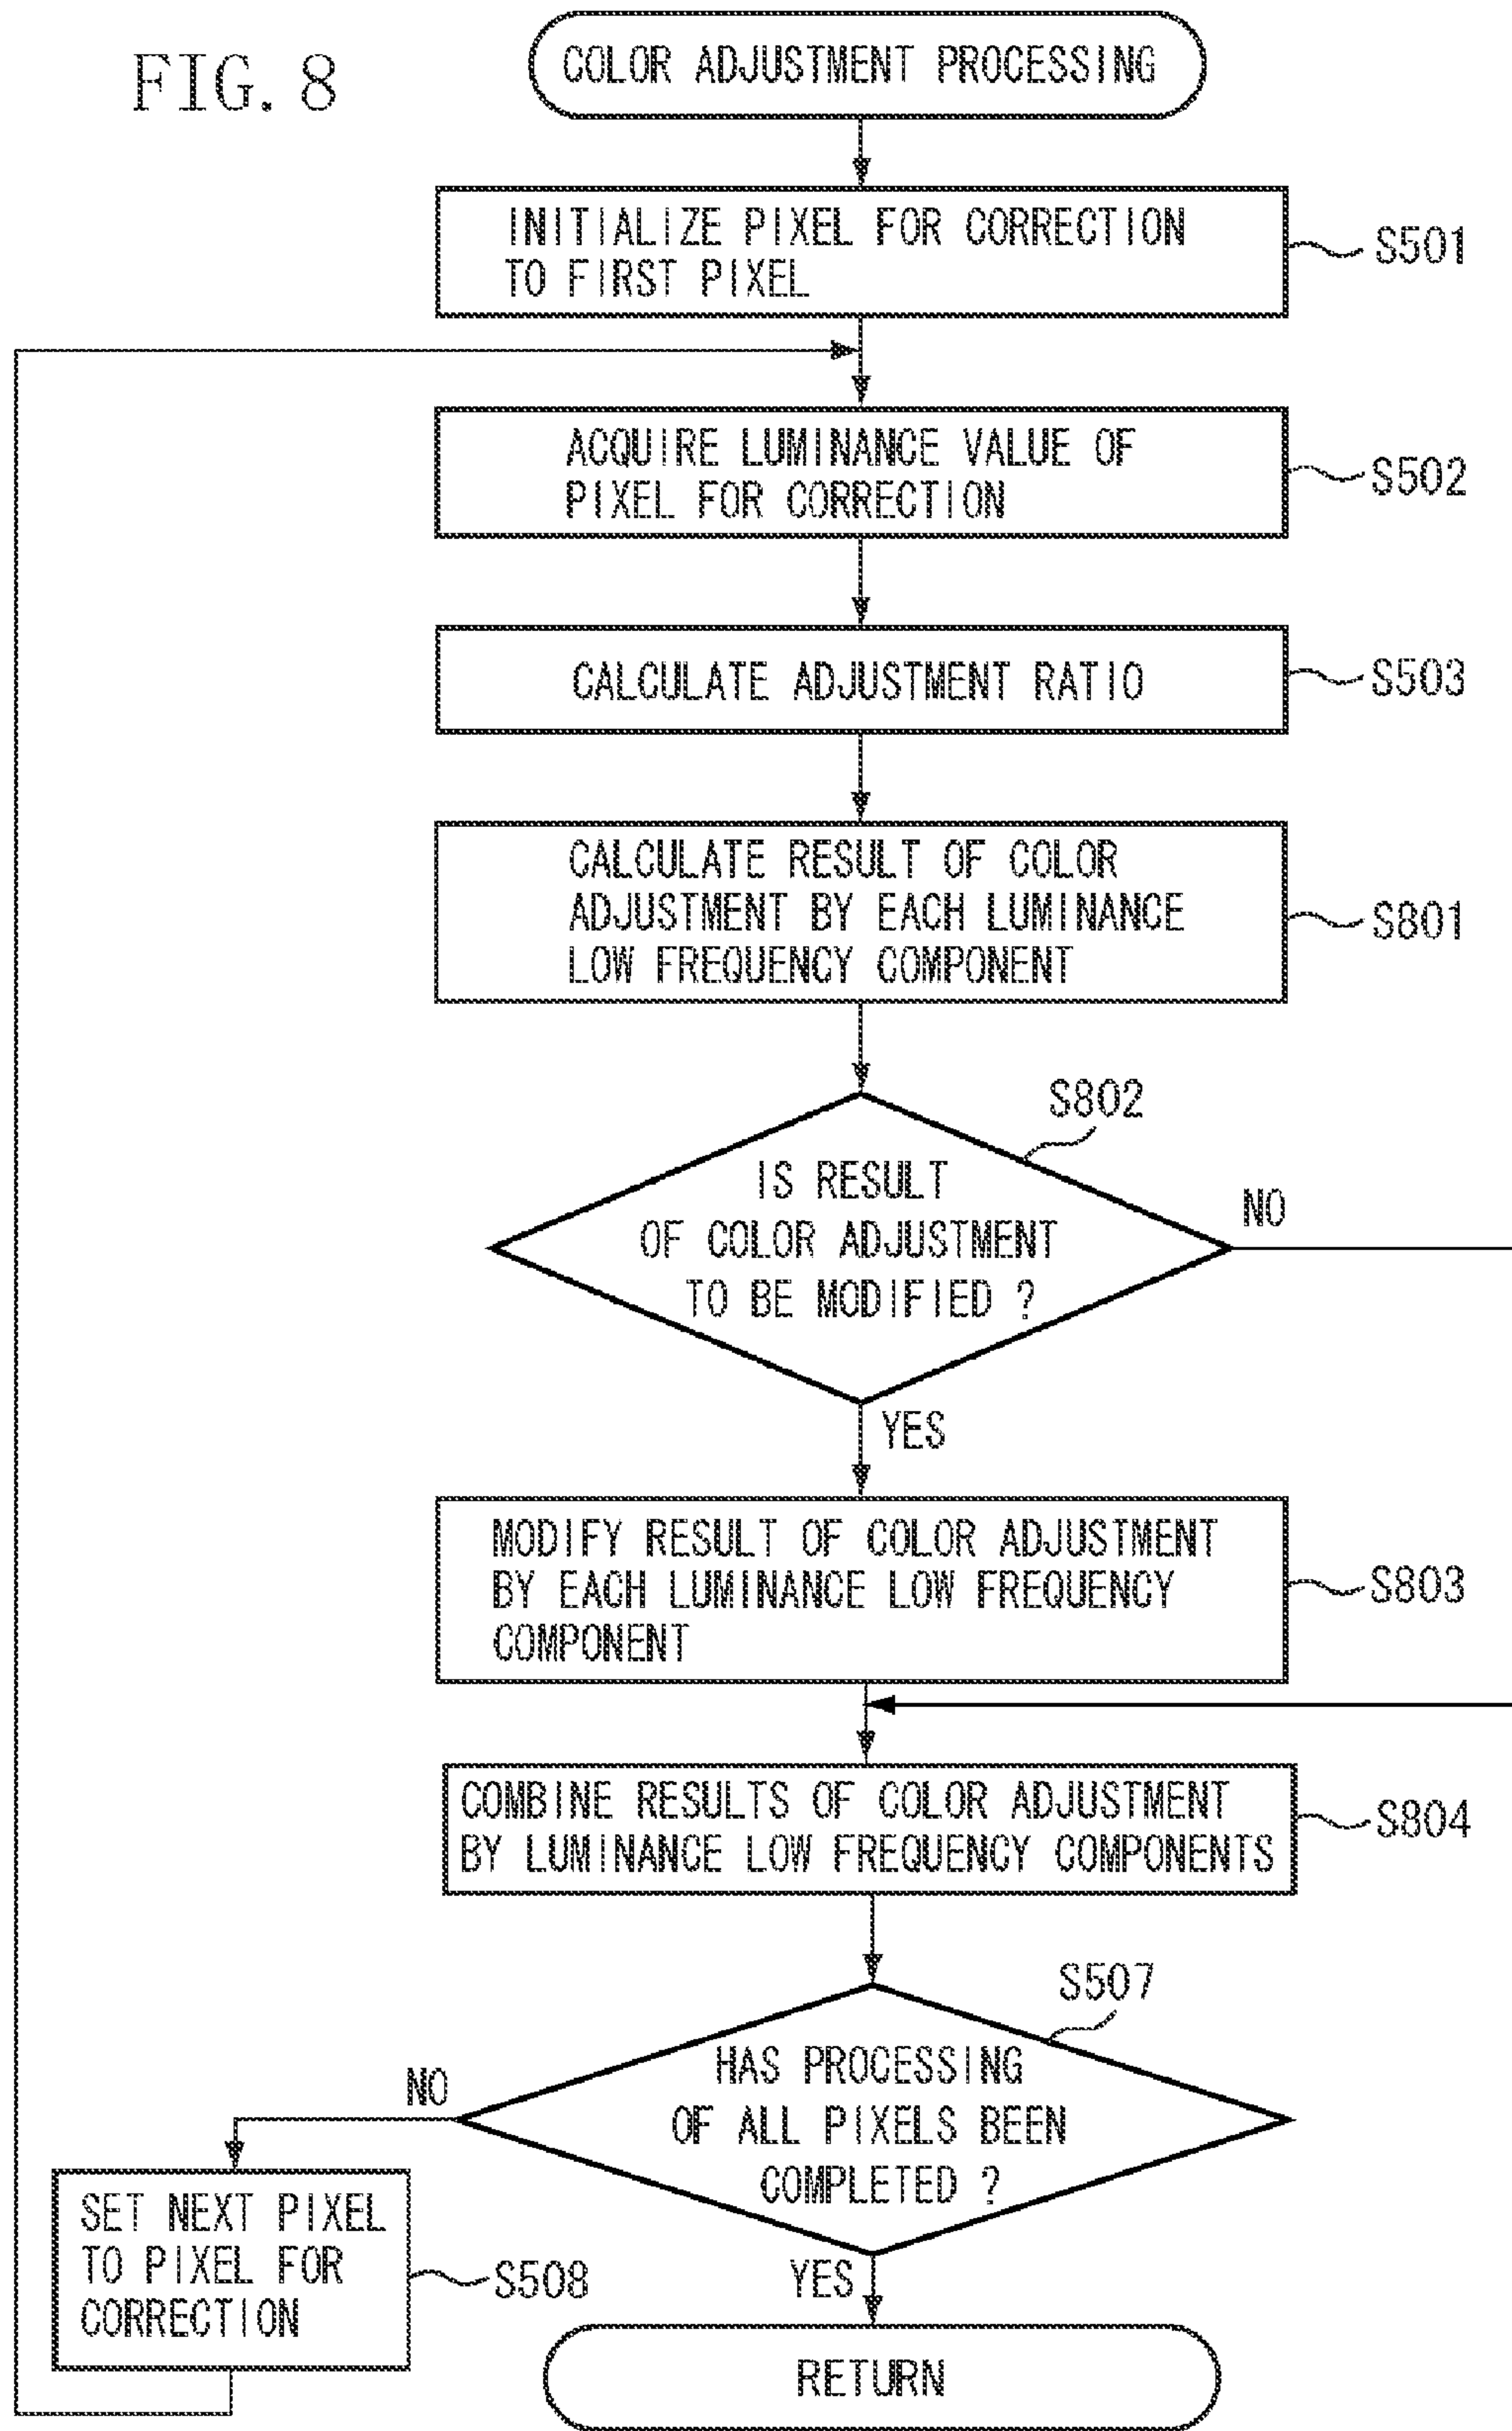 FIG. 8
COLOR ADJUSTMENT PROCESSING
INITIALIZE PIXEL FOR CORRECTION
TO FIRST PIXEL
S501
ACQUIRE LUMINANCE VALUE OF
PIXEL FOR CORRECTION
S502
CALCULATE ADJUSTMENT RATIO
S503
CALCULATE RESULT OF COLOR
ADJUSTMENT BY EACH LUMINANCE
LOW FREQUENCY COMPONENT
S801
S802
IS RESULT
OF COLOR ADJUSTMENT
TO BE MODIFIED ?
NO
YES
MODIFY RESULT OF COLOR ADJUSTMENT
BY EACH LUMINANCE LOW FREQUENCY
COMPONENT
S803
COMBINE RESULTS OF COLOR ADJUSTMENT
BY LUMINANCE LOW FREQUENCY COMPONENTS
S804
S507
HAS PROCESSING
OF ALL PIXELS BEEN
COMPLETED ?
NO
SET NEXT PIXEL
TO PIXEL FOR
CORRECTION
S508
YES
RETURN